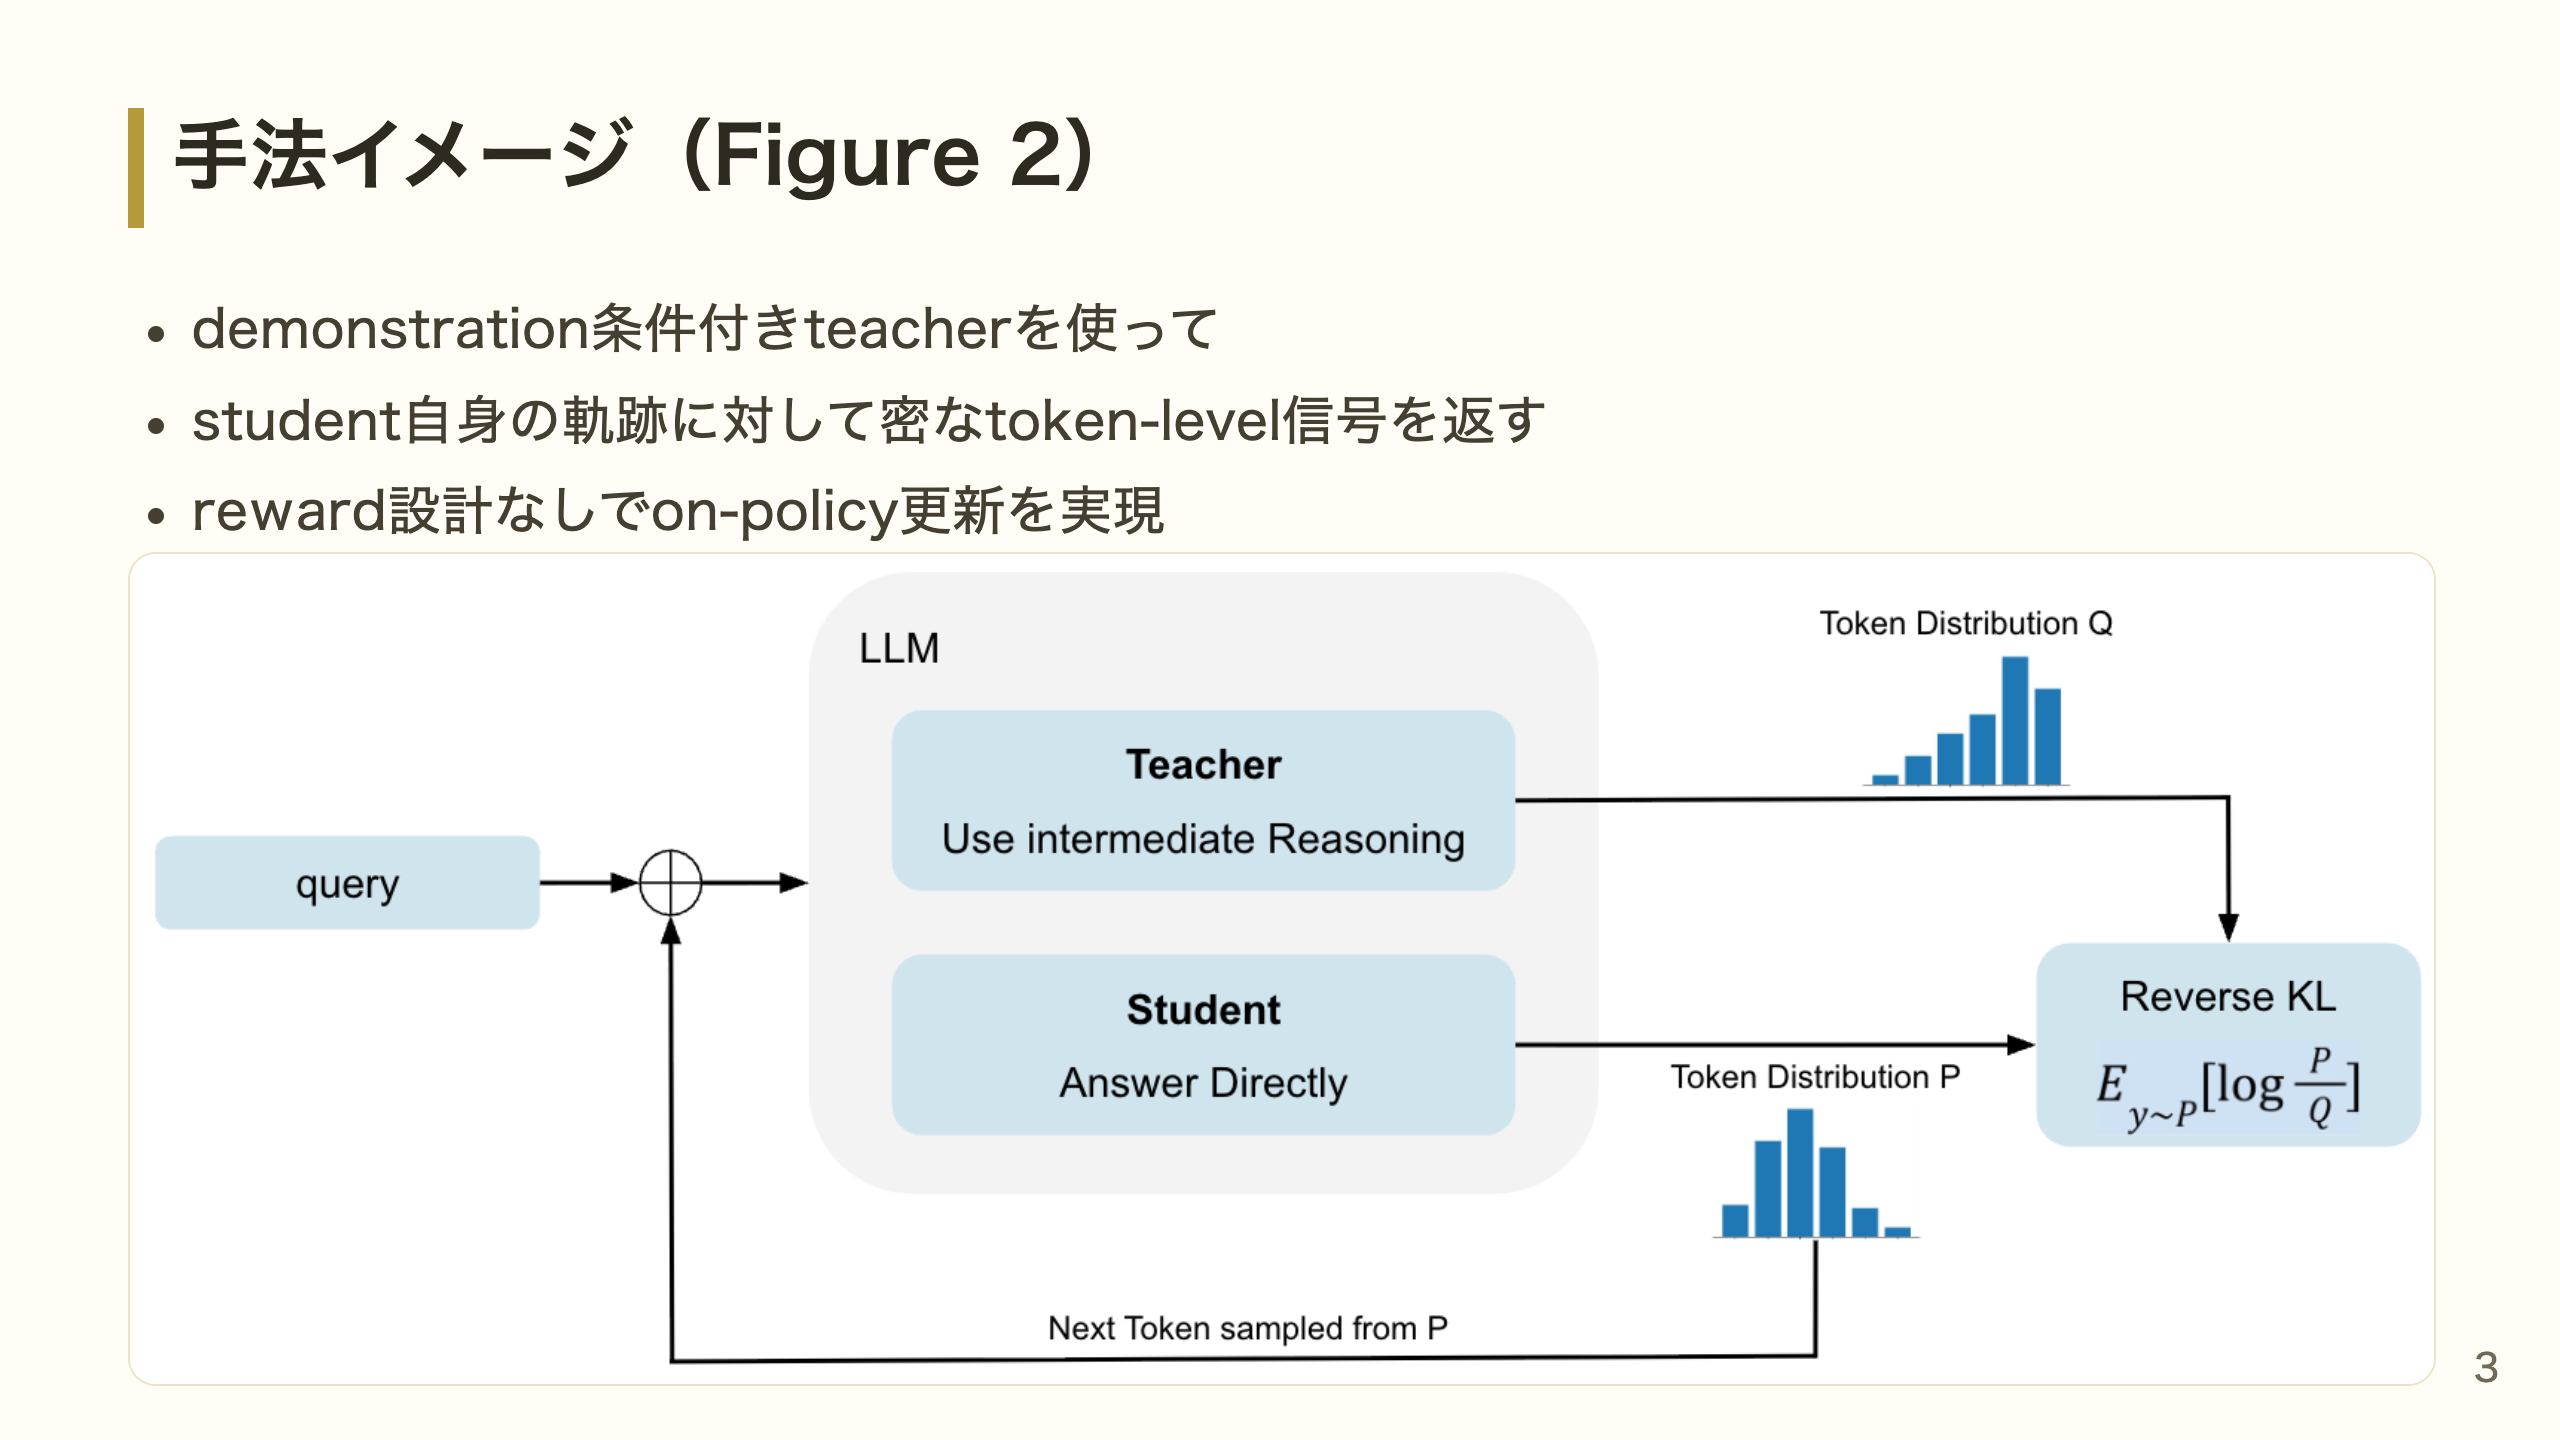 手法イメージ（Figure 2）
• demonstration条件付きteacherを使って
• student自身の軌跡に対して密なtoken-level信号を返す
• reward設計なしでon-policy更新を実現
Token Distribution Q
LLM
Teacher
Use intermediate Reasoning
query
Student
Answer Directly
Reverse KL
E_{y~P}[log P/Q]
Token Distribution P
Next Token sampled from P
3